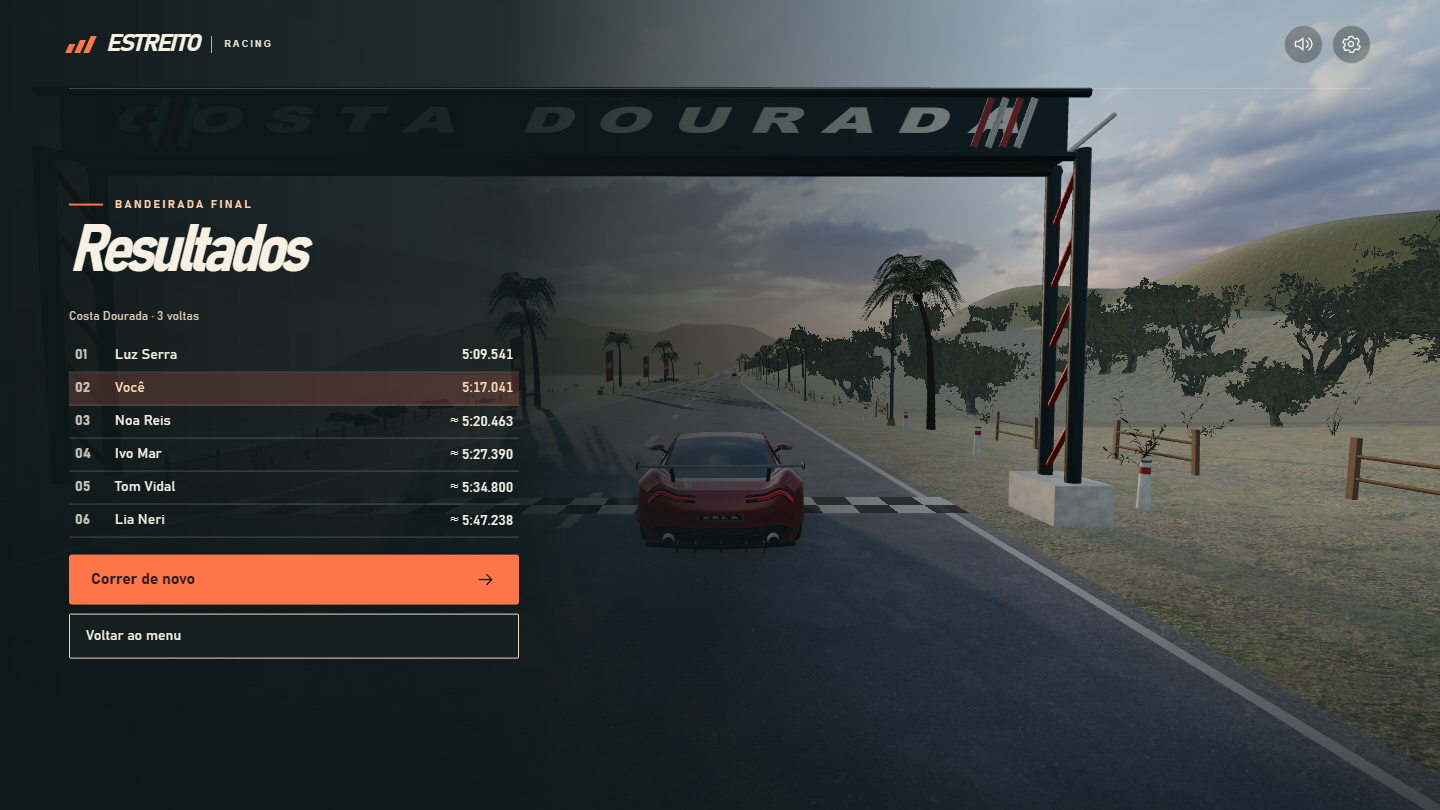 ESTREITO | RACING
COSTA DOURADA
BANDEIRADA FINAL
Resultados
Costa Dourada · 3 voltas
01 Luz Serra 5:09.541
02 Você 5:17.041
03 Noa Reis ≈ 5:20.463
04 Ivo Mar ≈ 5:27.390
05 Tom Vidal ≈ 5:34.800
06 Lia Neri ≈ 5:47.238
Correr de novo →
Voltar ao menu